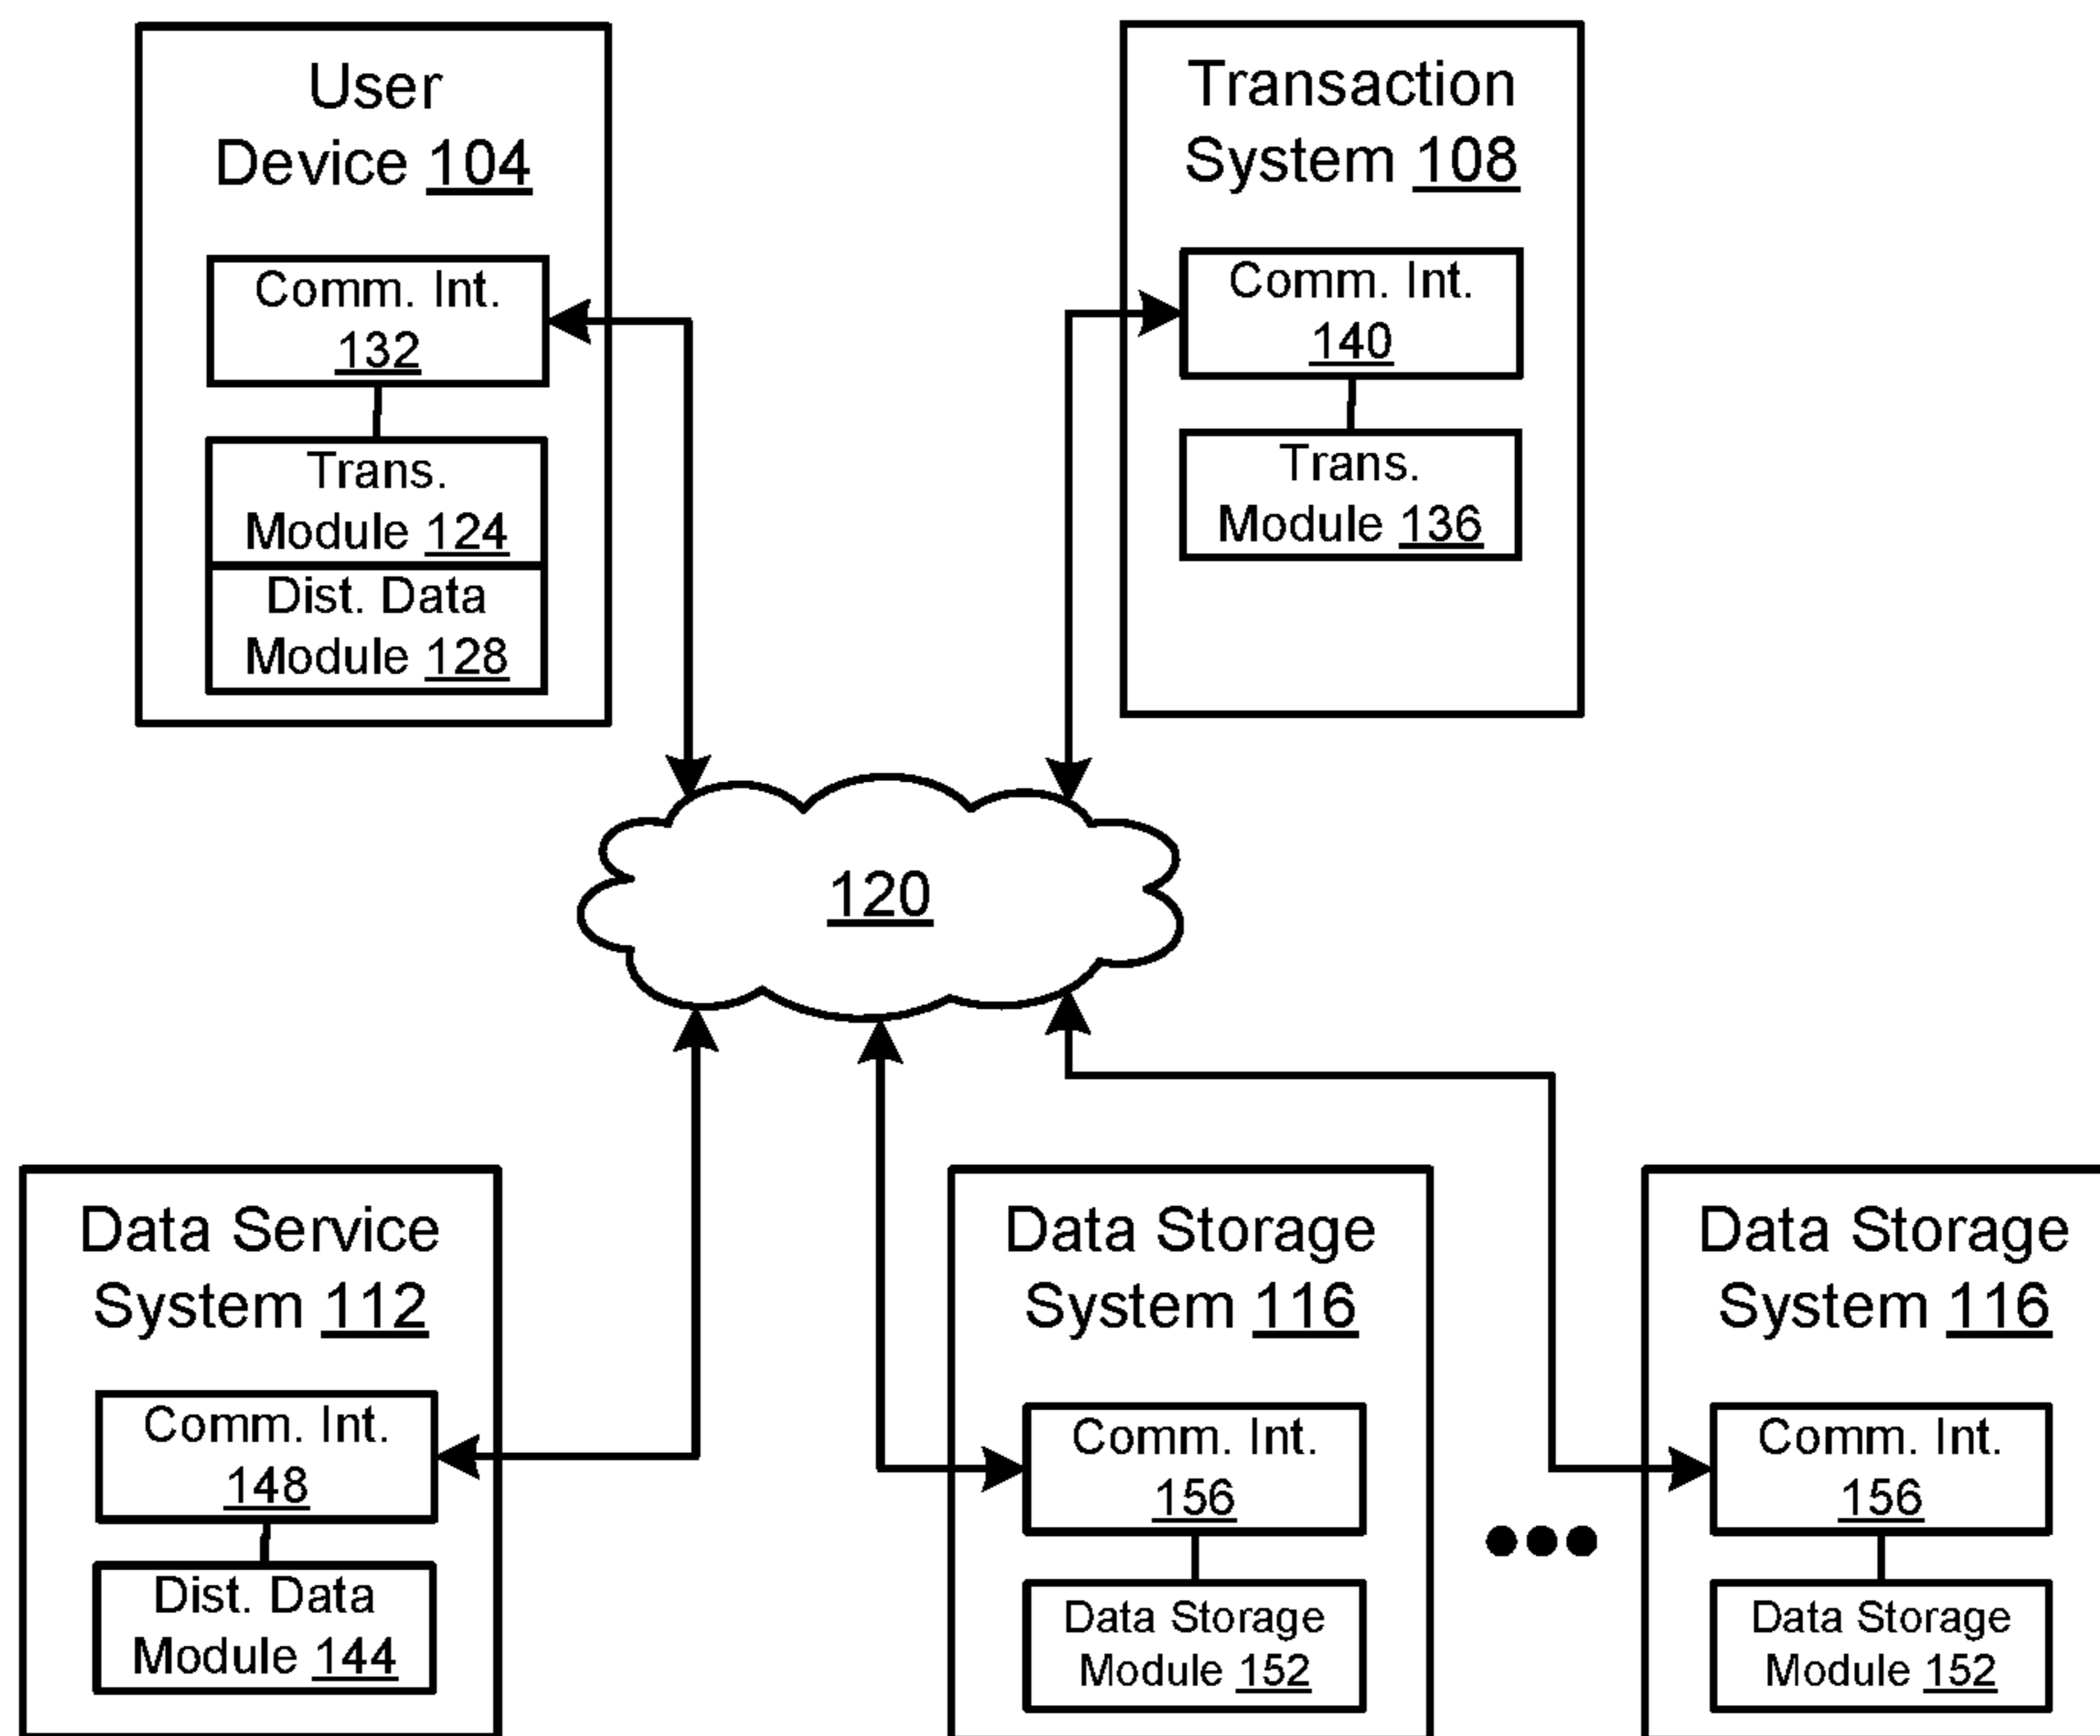 User
Device 104
Comm. Int.
132
Trans.
Module 124
Dist. Data
Module 128
Transaction
System 108
Comm. Int.
140
Trans.
Module 136
120
Data Service
System 112
Comm. Int.
148
Dist. Data
Module 144
Data Storage
System 116
Comm. Int.
156
Data Storage
Module 152
Data Storage
System 116
Comm. Int.
156
Data Storage
Module 152